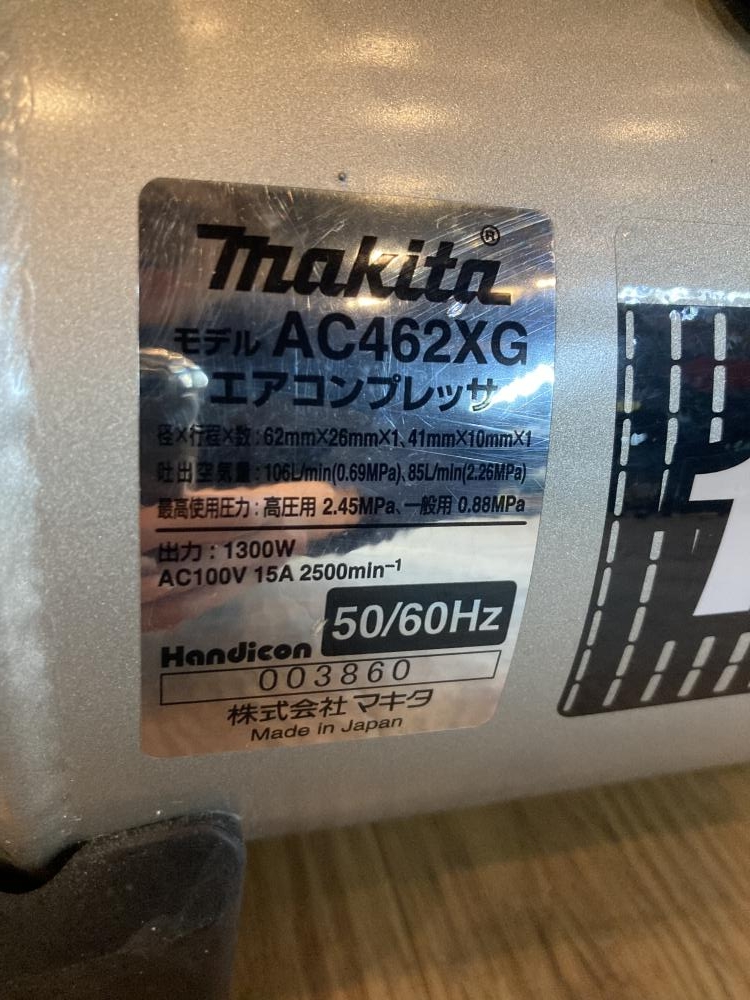 makita®
モデル AC462XG
エアコンプレッサ
径×行程×数:62mm×26mm×1、41mm×10mm×1
吐出空気量:106L/min(0.69MPa)、85L/min(2.26MPa)
最高使用圧力:高圧用 2.45MPa、一般用 0.88MPa
出力:1300W
AC100V 15A 2500min⁻¹
50/60Hz
Handicon
003860
株式会社 マキタ
Made in Japan